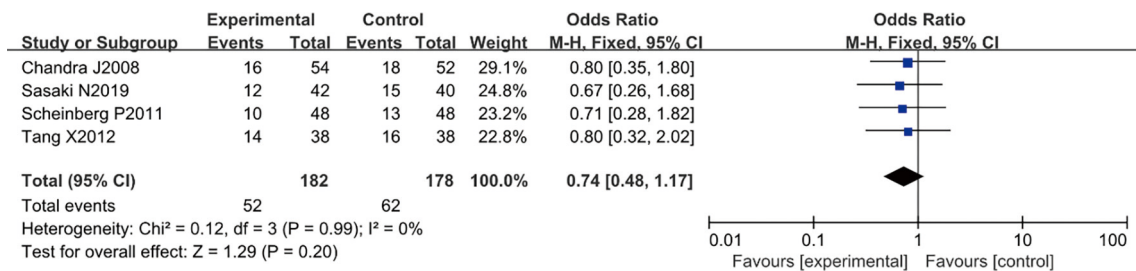 Experimental Control Odds Ratio Odds Ratio
Study or Subgroup Events Total Events Total Weight M-H, Fixed, 95% CI M-H, Fixed, 95% CI
Chandra J2008 16 54 18 52 29.1% 0.80 [0.35, 1.80]
Sasaki N2019 12 42 15 40 24.8% 0.67 [0.26, 1.68]
Scheinberg P2011 10 48 13 48 23.2% 0.71 [0.28, 1.82]
Tang X2012 14 38 16 38 22.8% 0.80 [0.32, 2.02]
Total (95% CI) 182 178 100.0% 0.74 [0.48, 1.17]
Total events 52 62
Heterogeneity: Chi² = 0.12, df = 3 (P = 0.99); I² = 0%
Test for overall effect: Z = 1.29 (P = 0.20)
0.01 0.1 1 10 100
Favours [experimental] Favours [control]